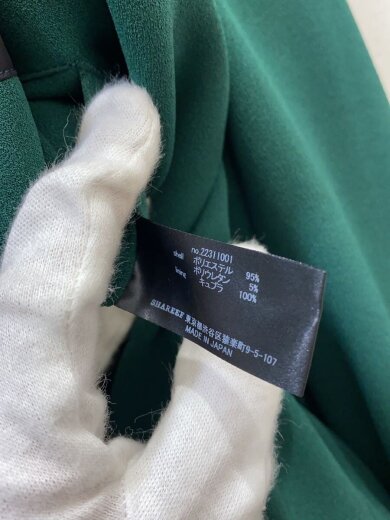 no.22311001
shell ポリエステル 95%
ポリウレタン 5%
lining キュプラ 100%
SHAREEF 東京都渋谷区猿楽町9-5-107
MADE IN JAPAN